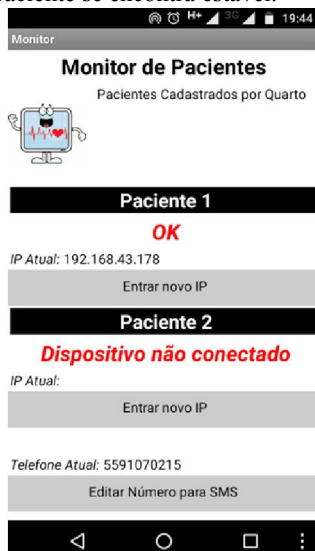 paciente se encontra estável.
H+ 3G 19:44
Monitor
Monitor de Pacientes
Pacientes Cadastrados por Quarto
Paciente 1
OK
IP Atual: 192.168.43.178
Entrar novo IP
Paciente 2
Dispositivo não conectado
IP Atual:
Entrar novo IP
Telefone Atual: 5591070215
Editar Número para SMS